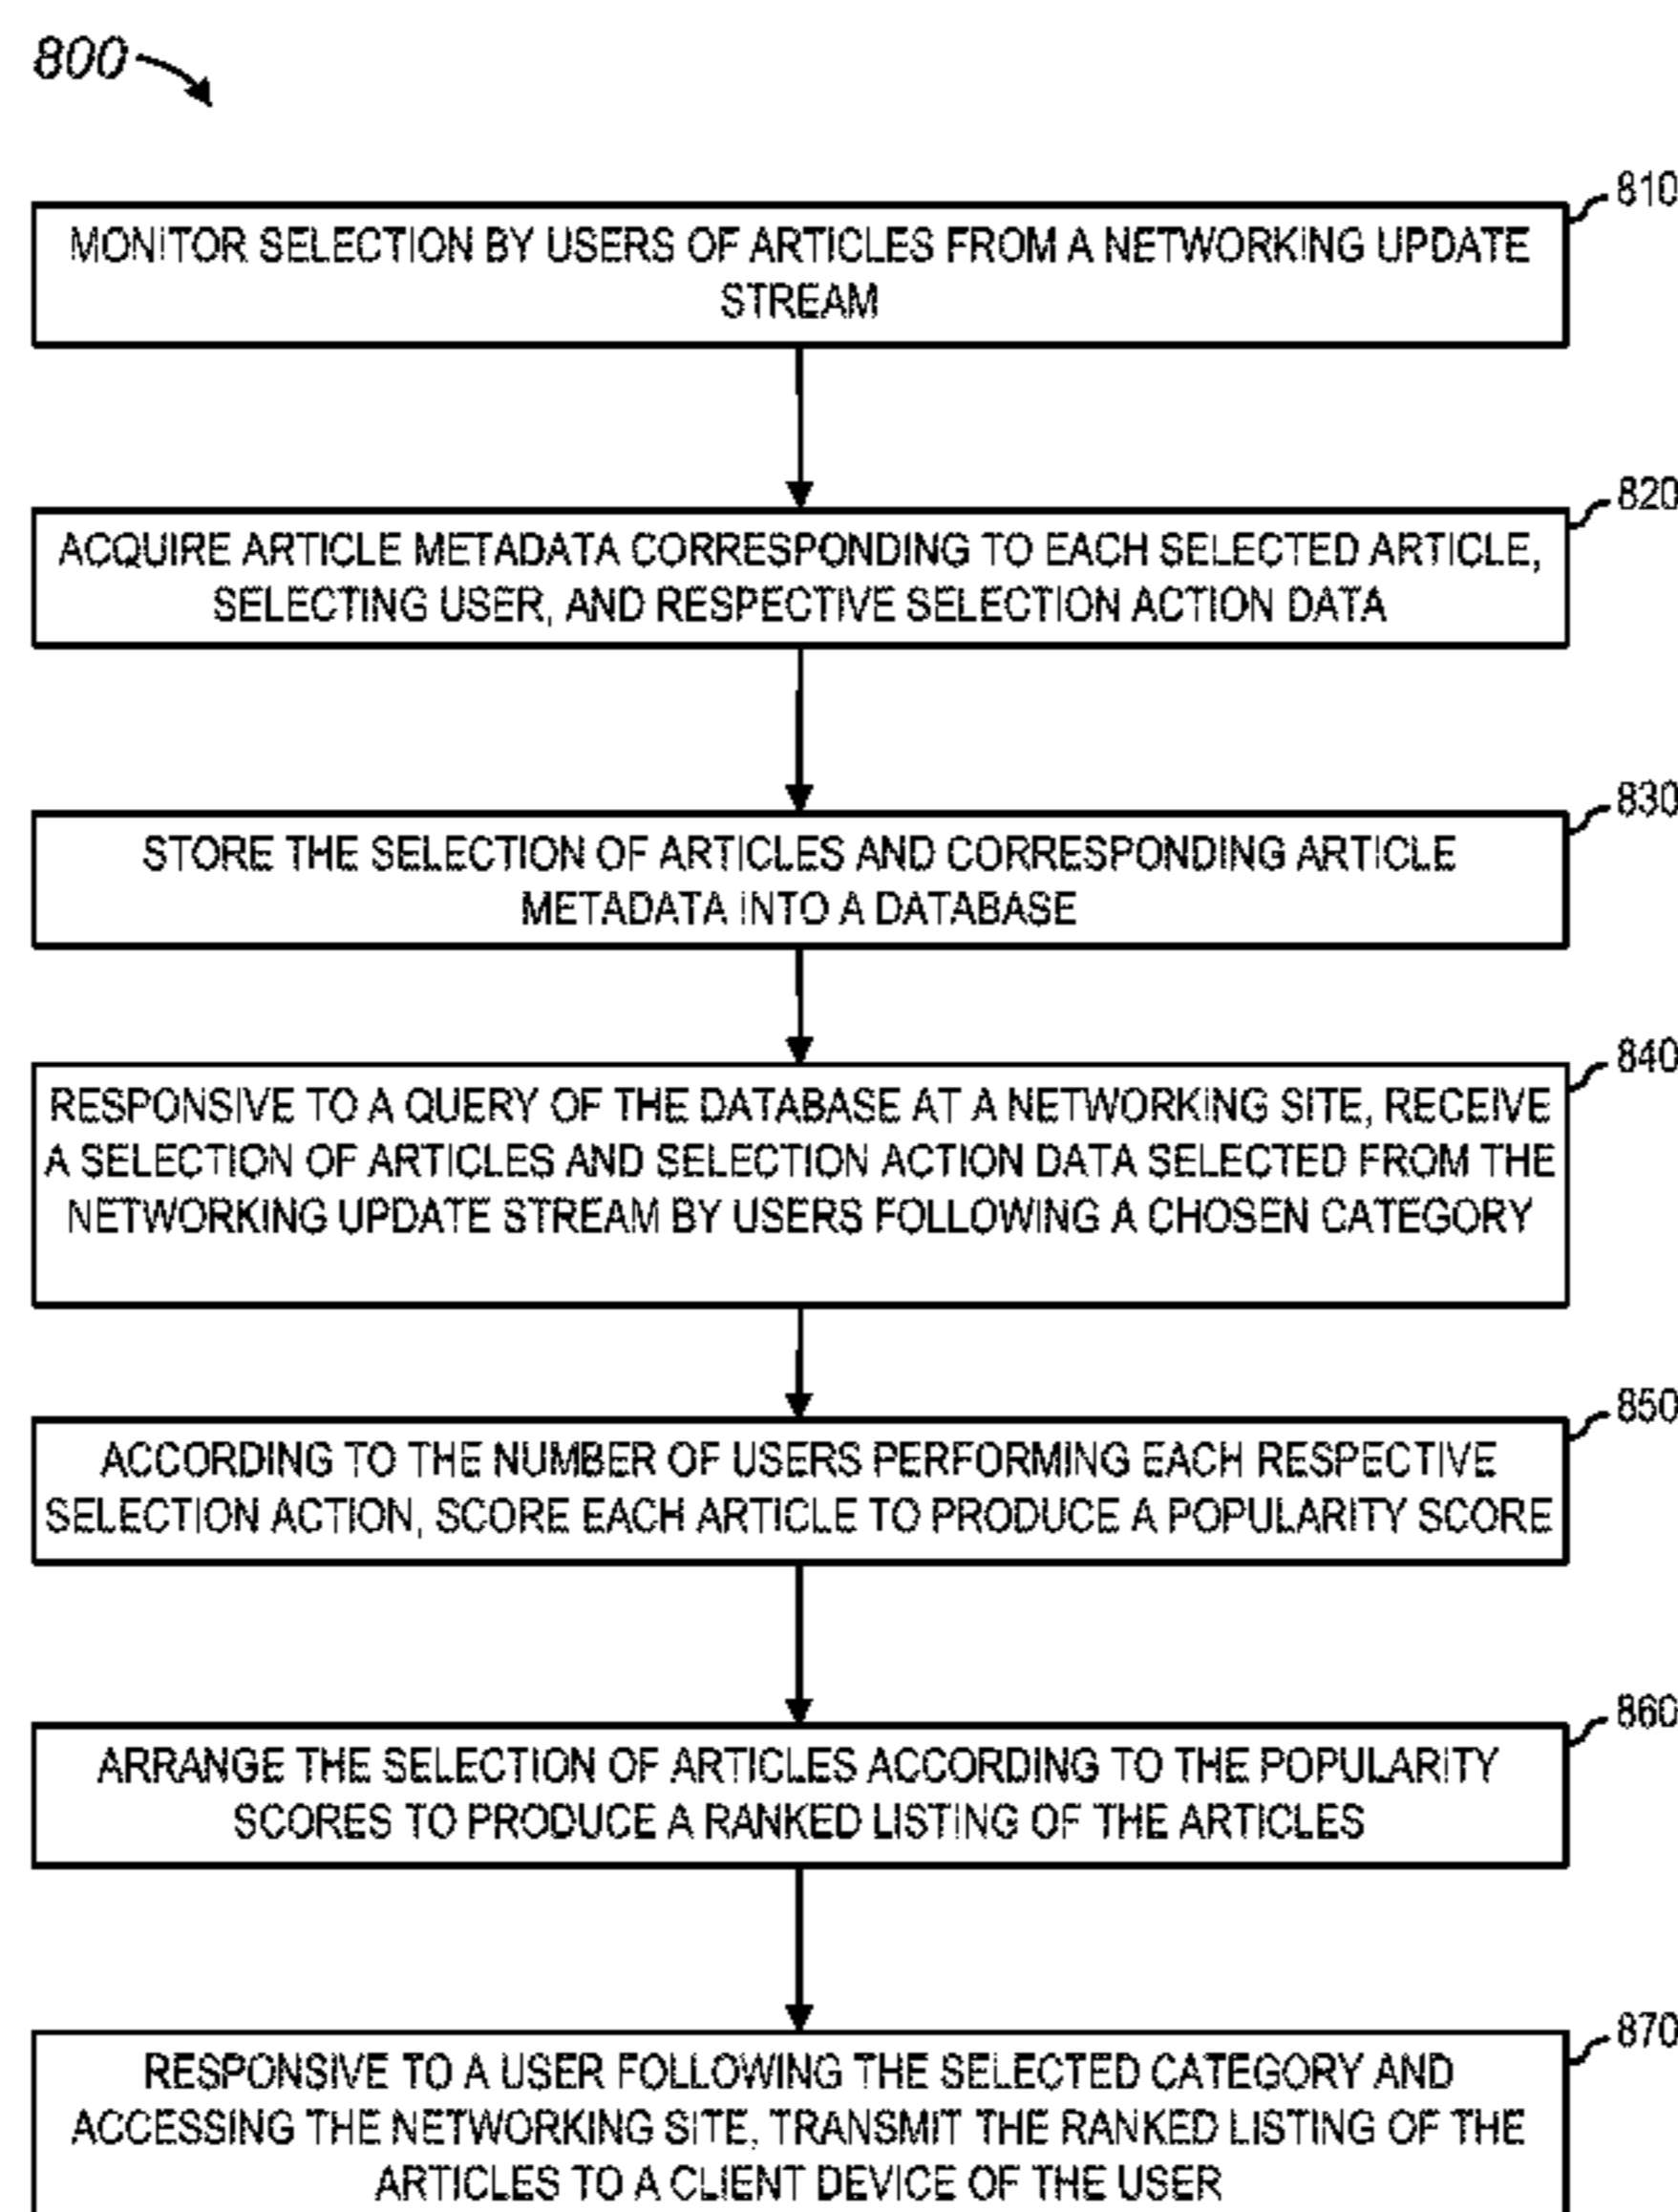 800
810
MONITOR SELECTION BY USERS OF ARTICLES FROM A NETWORKING UPDATE
STREAM
820
ACQUIRE ARTICLE METADATA CORRESPONDING TO EACH SELECTED ARTICLE,
SELECTING USER, AND RESPECTIVE SELECTION ACTION DATA
830
STORE THE SELECTION OF ARTICLES AND CORRESPONDING ARTICLE
METADATA INTO A DATABASE
840
RESPONSIVE TO A QUERY OF THE DATABASE AT A NETWORKING SITE, RECEIVE
A SELECTION OF ARTICLES AND SELECTION ACTION DATA SELECTED FROM THE
NETWORKING UPDATE STREAM BY USERS FOLLOWING A CHOSEN CATEGORY
850
ACCORDING TO THE NUMBER OF USERS PERFORMING EACH RESPECTIVE
SELECTION ACTION, SCORE EACH ARTICLE TO PRODUCE A POPULARITY SCORE
860
ARRANGE THE SELECTION OF ARTICLES ACCORDING TO THE POPULARITY
SCORES TO PRODUCE A RANKED LISTING OF THE ARTICLES
870
RESPONSIVE TO A USER FOLLOWING THE SELECTED CATEGORY AND
ACCESSING THE NETWORKING SITE, TRANSMIT THE RANKED LISTING OF THE
ARTICLES TO A CLIENT DEVICE OF THE USER